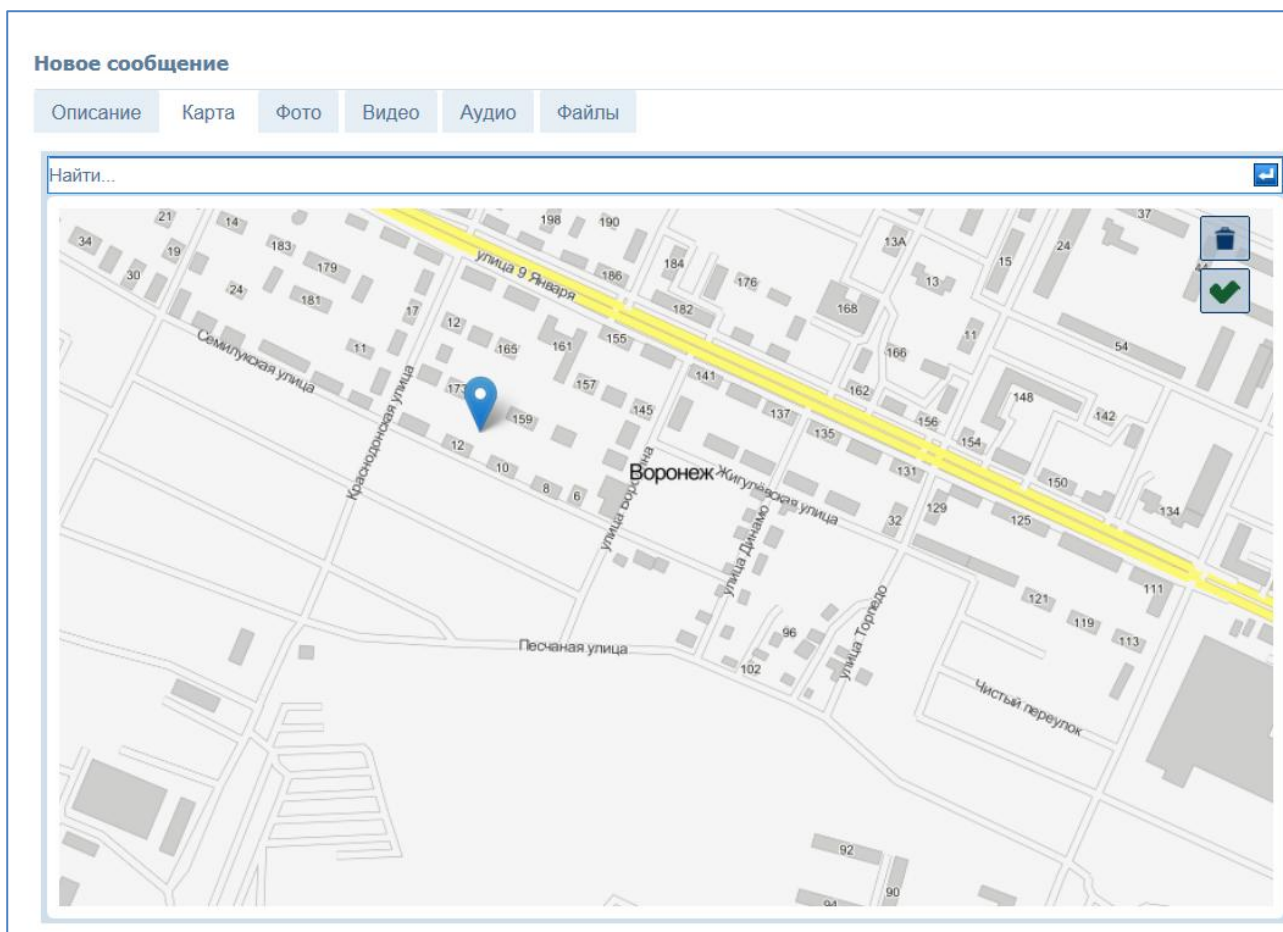 Новое сообщение
Описание Карта Фото Видео Аудио Файлы
Найти...
21 14 198 190 37
34 19 183 184 13А 24
30 179 186 176 13 15
24 181 улица 9 Января
17 182 168
12 155 11
Семилукская улица 11 165 161 166 54
173 157 141 162
148
159 145 137 156 142
12 135 154
10 Воронеж Жигулёвская улица 131 150
8 6 129 134
Краснодонская улица
32 125
улица Динамо
улица Торпедо
121 111
119
96 113
Песчаная улица
102
Чистый переулок
92
90
94